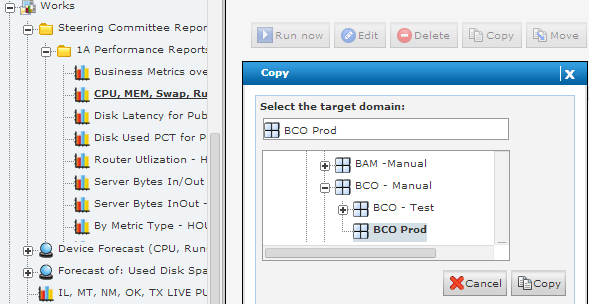 Works
Steering Committee Repor
1A Performance Reports
Business Metrics ove
CPU, MEM, Swap, Ru
Disk Latency for Pub
Disk Used PCT for P
Router Utlization - H
Server Bytes In/Out
Server Bytes InOut -
By Metric Type - HOU
Device Forecast (CPU, Run
Forecast of: Used Disk Spa
IL, MT, NM, OK, TX LIVE PU
Run now Edit Delete Copy Move
Copy X
Select the target domain:
BCO Prod
BAM -Manual
BCO - Manual
BCO - Test
BCO Prod
Cancel Copy